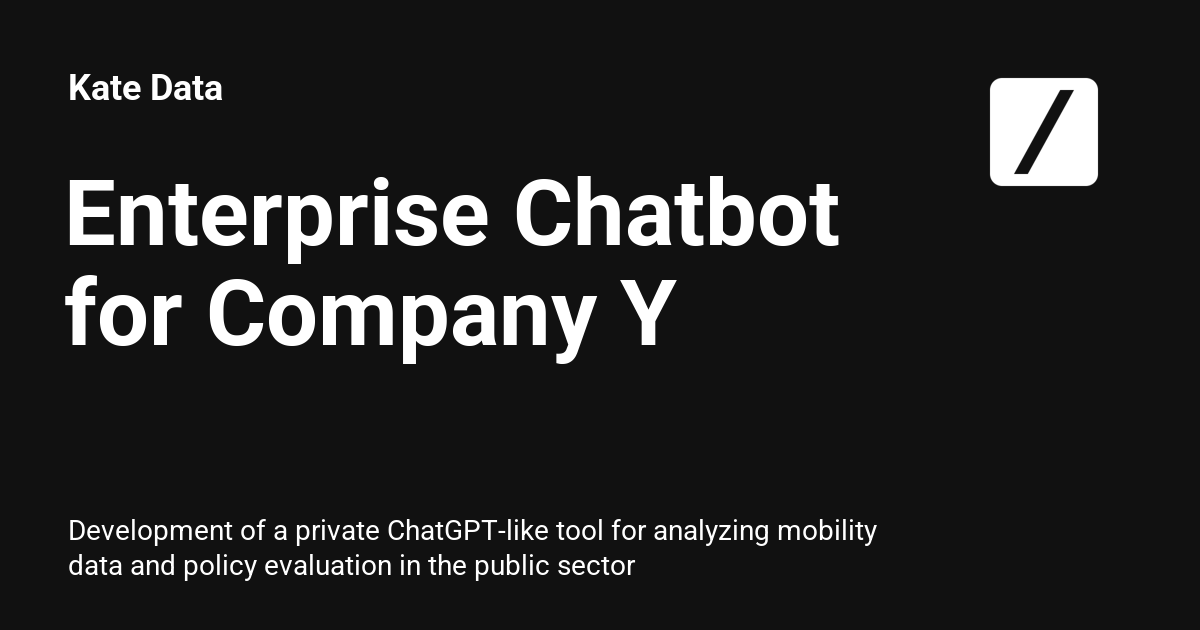 Kate Data
Enterprise Chatbot
for Company Y
Development of a private ChatGPT-like tool for analyzing mobility
data and policy evaluation in the public sector